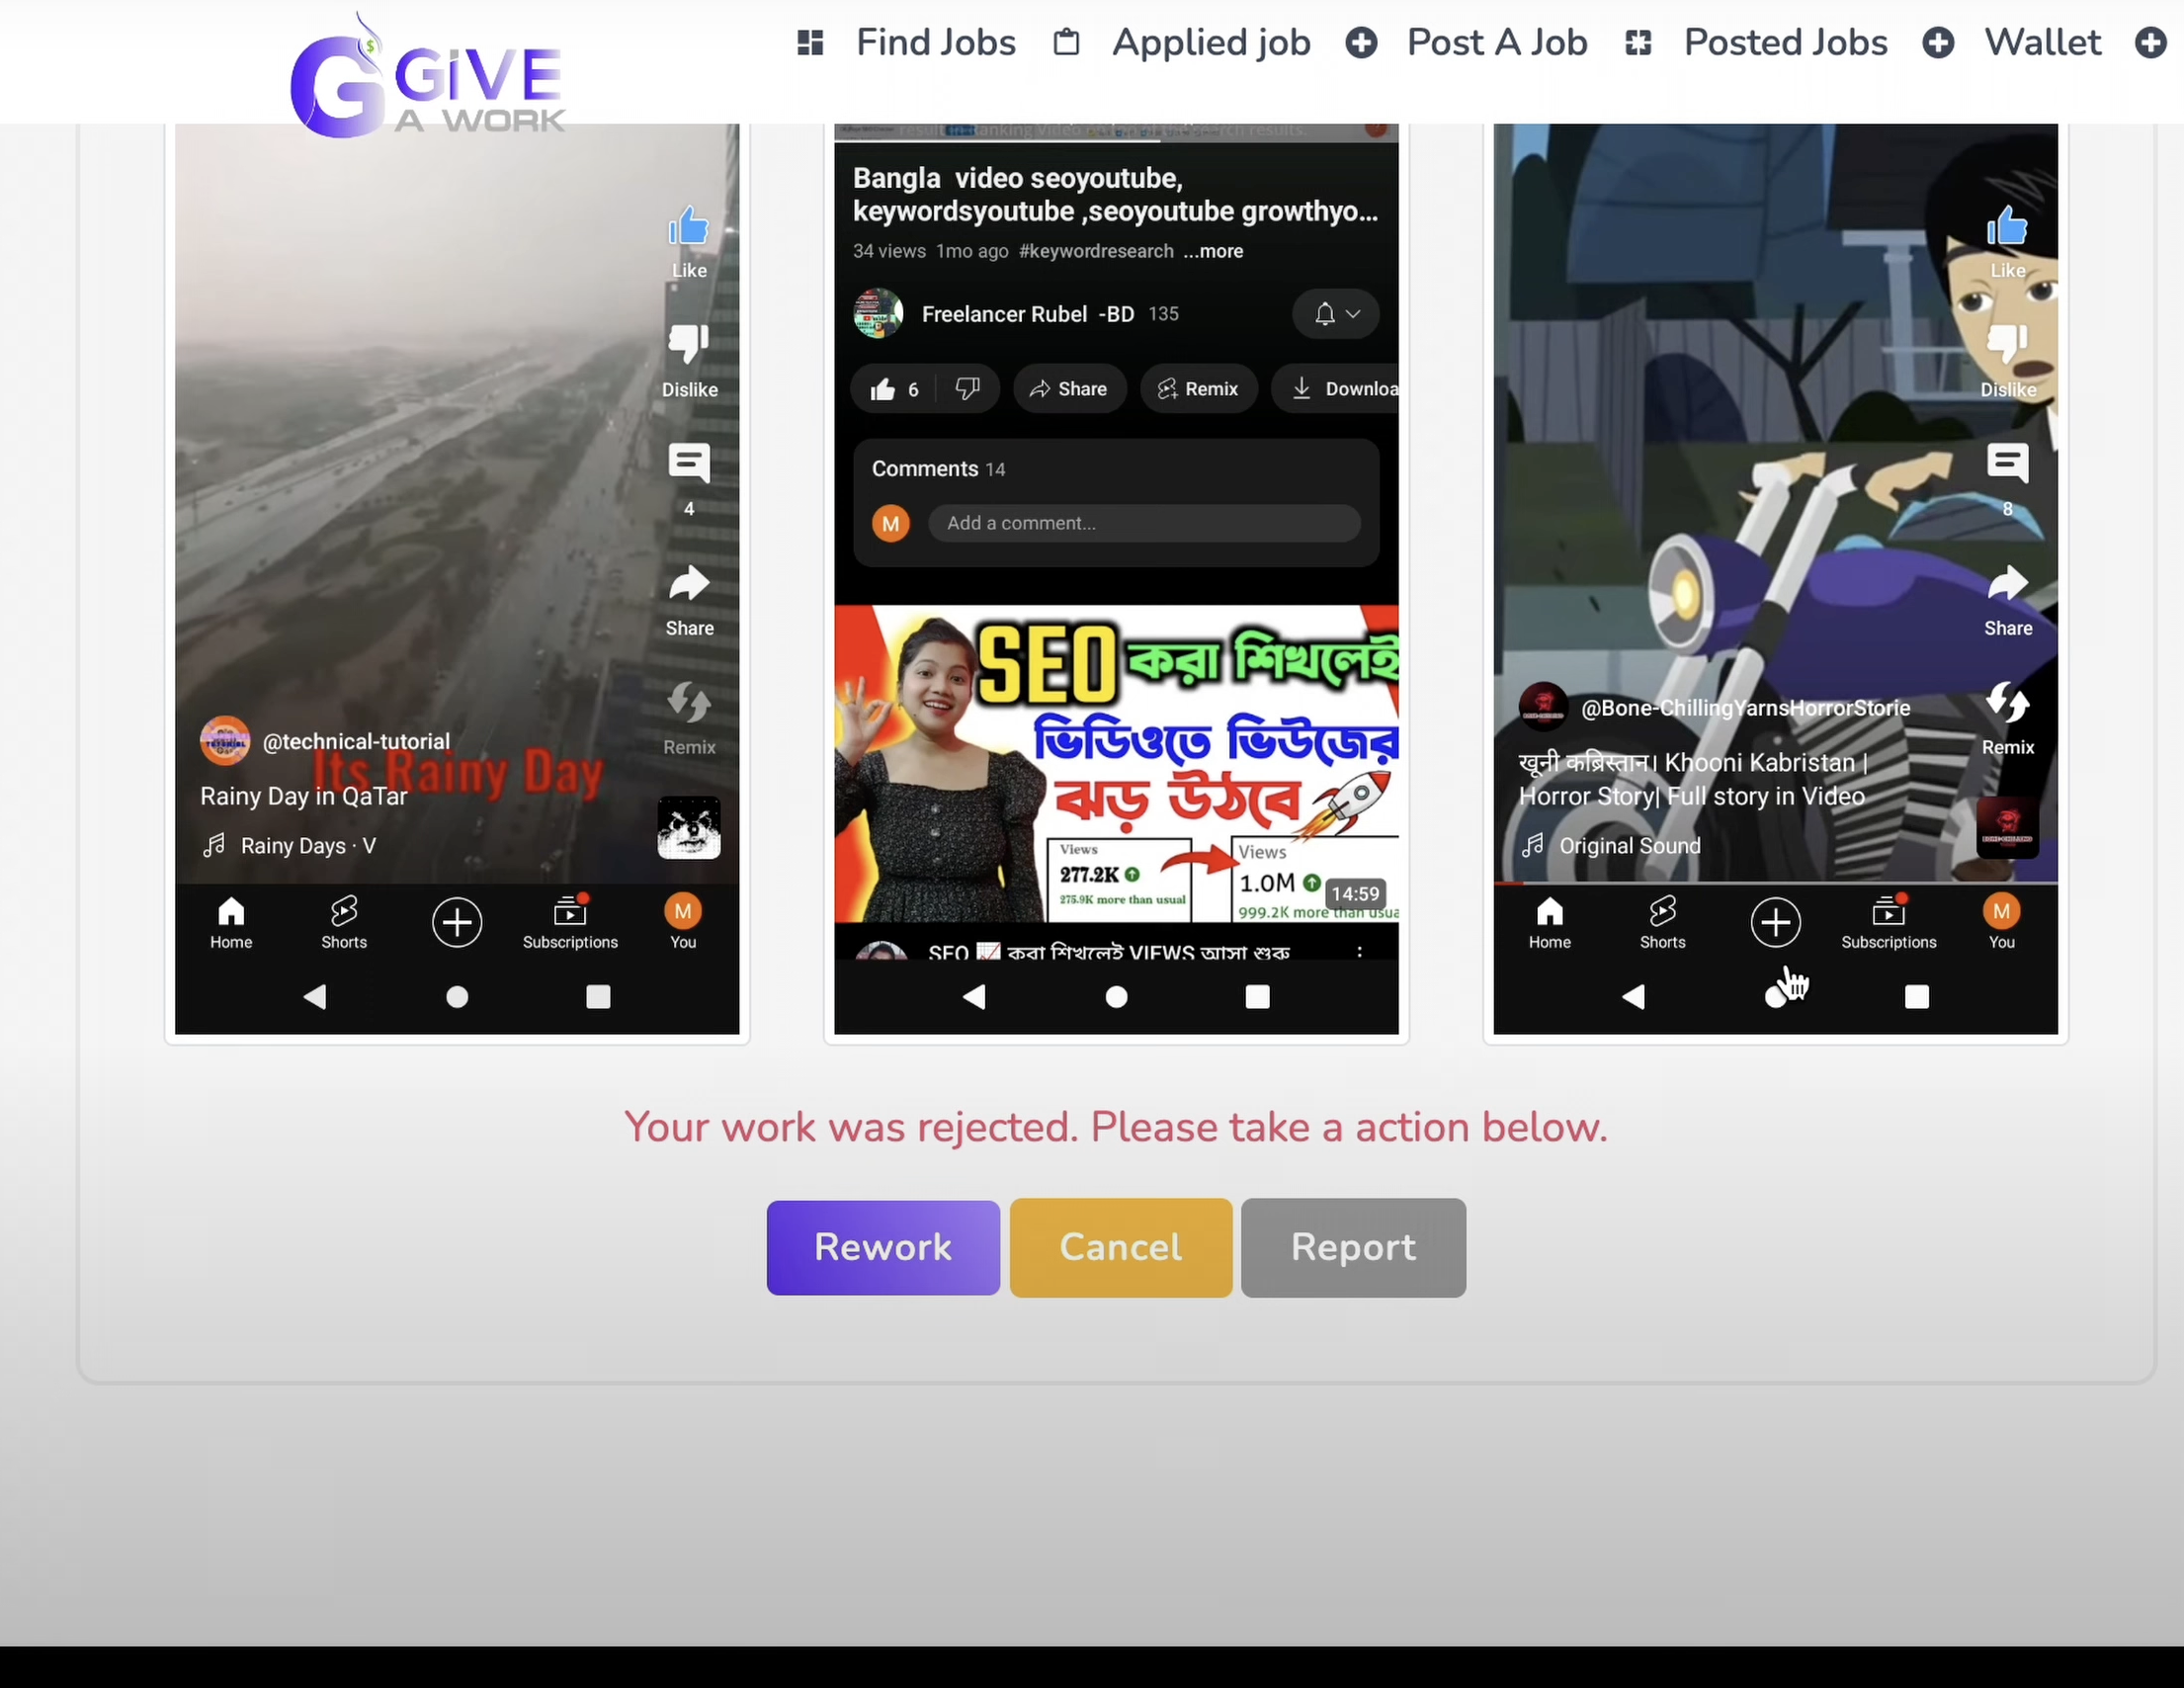 GiVE
A WORK
Find Jobs
Applied job
Post A Job
Posted Jobs
Wallet
Like
Dislike
4
Share
Remix
@technical-tutorial
Its Rainy Day
Rainy Day in QaTar
Rainy Days · V
Home
Shorts
Subscriptions
M
You
Bangla video seoyoutube,
keywordsyoutube ,seoyoutube growthyo...
34 views 1mo ago #keywordresearch ...more
Freelancer Rubel -BD 135
6
Share
Remix
Downloa
Comments 14
M
Add a comment...
SEO করা শিখলেই
ভিডিওতে ভিউজের
ঝড় উঠবে
Views
277.2K
275.9K more than usual
Views
1.0M
14:59
999.2K more than usua
SEO 📈 করা শিখলেই VIEWS আসা শুরু
Like
Dislike
8
Share
Remix
@Bone-ChillingYarnsHorrorStorie
खूनी कब्रिस्तान। Khooni Kabristan |
Horror Story| Full story in Video
Original Sound
Home
Shorts
Subscriptions
M
You
Your work was rejected. Please take a action below.
Rework
Cancel
Report